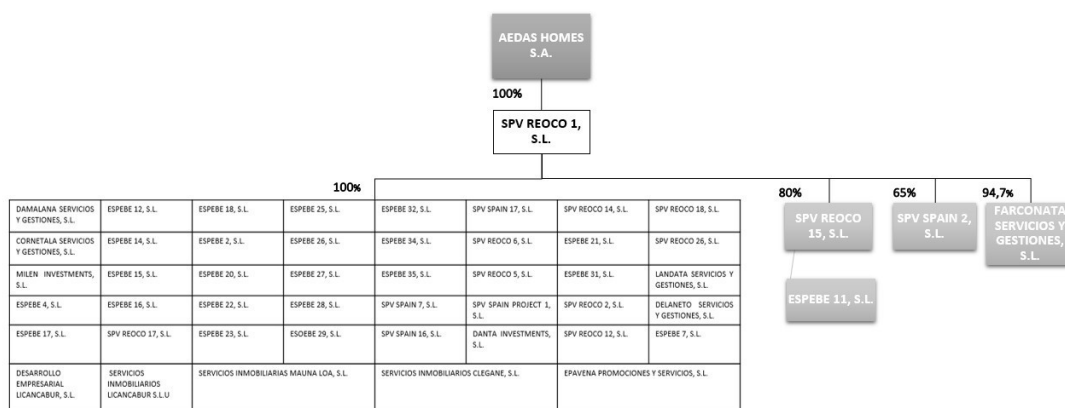 AEDAS HOMES
S.A.
100%
SPV REOCO 1,
S.L.
100%
80%
65%
94,7%
DAMALANA SERVICIOS
Y GESTIONES, S.L.
ESPEBE 12, S.L.
ESPEBE 18, S.L.
ESPEBE 25, S.L.
ESPEBE 32, S.L.
SPV SPAIN 17, S.L.
SPV REOCO 14, S.L.
SPV REOCO 18, S.L.
CORNETALA SERVICIOS
Y GESTIONES, S.L.
ESPEBE 14, S.L.
ESPEBE 2, S.L.
ESPEBE 26, S.L.
ESPEBE 34, S.L.
SPV REOCO 6, S.L.
ESPEBE 21, S.L.
SPV REOCO 26, S.L.
MILEN INVESTMENTS,
S.L.
ESPEBE 15, S.L.
ESPEBE 20, S.L.
ESPEBE 27, S.L.
ESPEBE 35, S.L.
SPV REOCO 5, S.L.
ESPEBE 31, S.L.
LANDATA SERVICIOS Y
GESTIONES, S.L.
ESPEBE 4, S.L.
ESPEBE 16, S.L.
ESPEBE 22, S.L.
ESPEBE 28, S.L.
SPV SPAIN 7, S.L.
SPV SPAIN PROJECT 1,
S.L.
SPV REOCO 2, S.L.
DELANETO SERVICIOS
Y GESTIONES, S.L.
ESPEBE 17, S.L.
SPV REOCO 17, S.L.
ESPEBE 23, S.L.
ESOEBE 29, S.L.
SPV SPAIN 16, S.L.
DANTA INVESTMENTS,
S.L.
SPV REOCO 12, S.L.
ESPEBE 7, S.L.
DESARROLLO
EMPRESARIAL
LICANCABUR, S.L.
SERVICIOS
INMOBILIARIOS
LICANCABUR S.L.U
SERVICIOS INMOBILIARIAS MAUNA LOA, S.L.
SERVICIOS INMOBILIARIOS CLEGANE, S.L.
EPAVENA PROMOCIONES Y SERVICIOS, S.L.
SPV REOCO
15, S.L.
SPV SPAIN 2,
S.L.
FARCONATA
SERVICIOS Y
GESTIONES,
S.L.
ESPEBE 11, S.L.